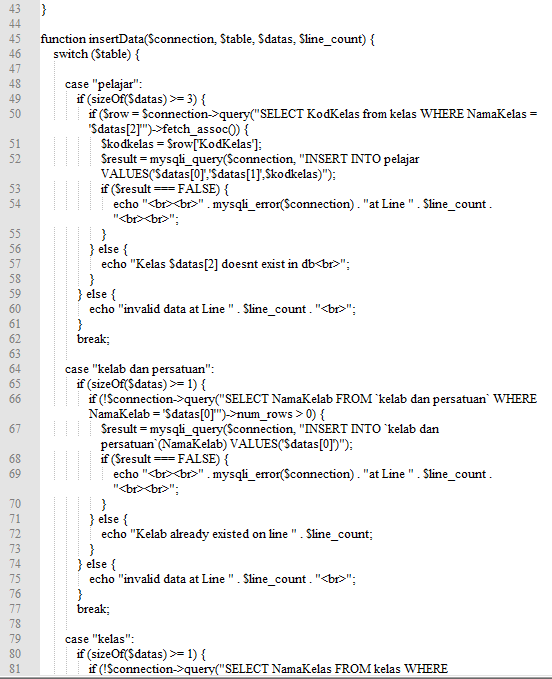 43 }
44
45 function insertData($connection, $table, $datas, $line_count) {
46 switch ($table) {
47
48 case "pelajar":
49 if (sizeOf($datas) >= 3) {
50 if ($row = $connection->query("SELECT KodKelas from kelas WHERE NamaKelas =
'$datas[2]'")->fetch_assoc()) {
51 $kodkelas = $row['KodKelas'];
52 $result = mysqli_query($connection, "INSERT INTO pelajar
VALUES('$datas[0]','$datas[1]',$kodkelas)");
53 if ($result === FALSE) {
54 echo "<br><br>" . mysqli_error($connection) . "at Line " . $line_count .
"<br><br>";
55 }
56 } else {
57 echo "Kelas $datas[2] doesnt exist in db<br>";
58 }
59 } else {
60 echo "invalid data at Line " . $line_count . "<br>";
61 }
62 break;
63
64 case "kelab dan persatuan":
65 if (sizeOf($datas) >= 1) {
66 if (!$connection->query("SELECT NamaKelab FROM `kelab dan persatuan` WHERE
NamaKelab = '$datas[0]'")->num_rows > 0) {
67 $result = mysqli_query($connection, "INSERT INTO `kelab dan
persatuan`(NamaKelab) VALUES('$datas[0]')");
68 if ($result === FALSE) {
69 echo "<br><br>" . mysqli_error($connection) . "at Line " . $line_count .
"<br><br>";
70 }
71 } else {
72 echo "Kelab already existed on line " . $line_count;
73 }
74 } else {
75 echo "invalid data at Line " . $line_count . "<br>";
76 }
77 break;
78
79 case "kelas":
80 if (sizeOf($datas) >= 1) {
81 if (!$connection->query("SELECT NamaKelas FROM kelas WHERE